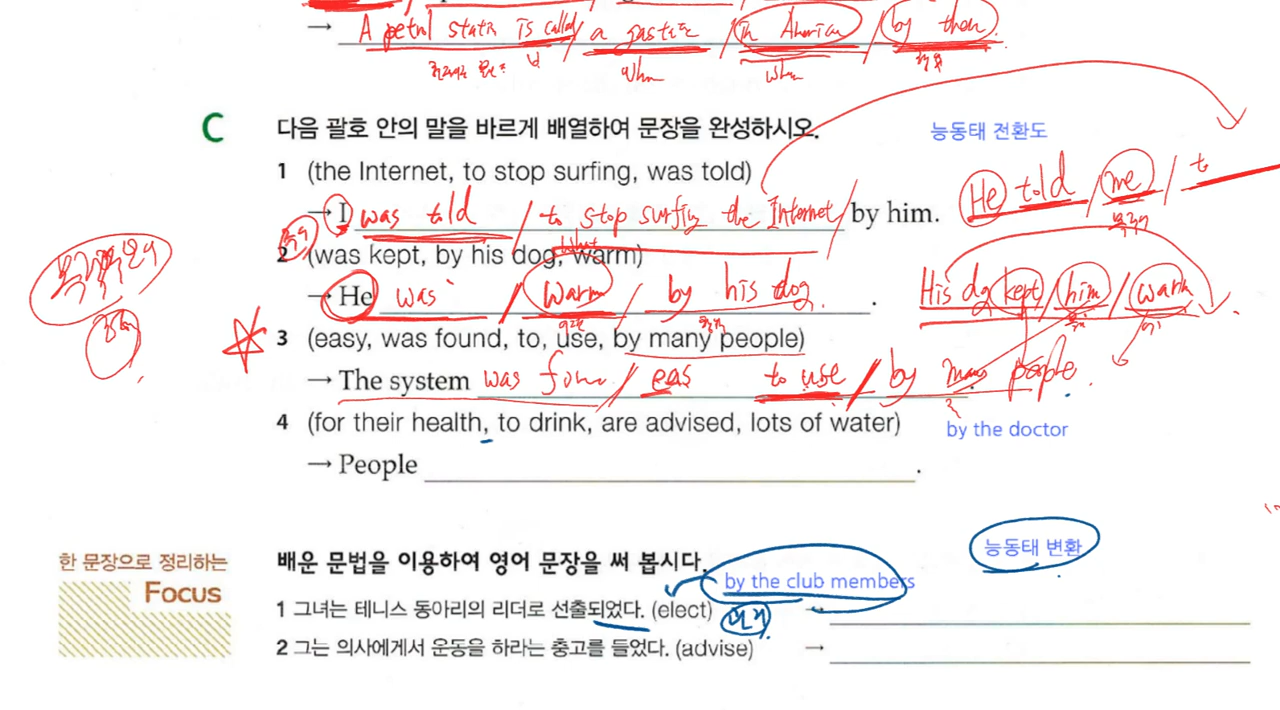 → A petrol statn is called / a gastie / in America / by them.
C 다음 괄호 안의 말을 바르게 배열하여 문장을 완성하시오. 능동태 전환도
1 (the Internet, to stop surfing, was told)
→ I was told / to stop surfing the Internet / by him. He told / me / to
2 (was kept, by his dog, warm)
→ He was / warm / by his dog. His dog kept / him / warm.
3 (easy, was found, to, use, by many people)
→ The system was foun / eas to use / by many people.
4 (for their health, to drink, are advised, lots of water) by the doctor
→ People .
한 문장으로 정리하는 Focus
배운 문법을 이용하여 영어 문장을 써 봅시다. 능동태 변환
by the club members
1 그녀는 테니스 동아리의 리더로 선출되었다. (elect) →
2 그는 의사에게서 운동을 하라는 충고를 들었다. (advise) →